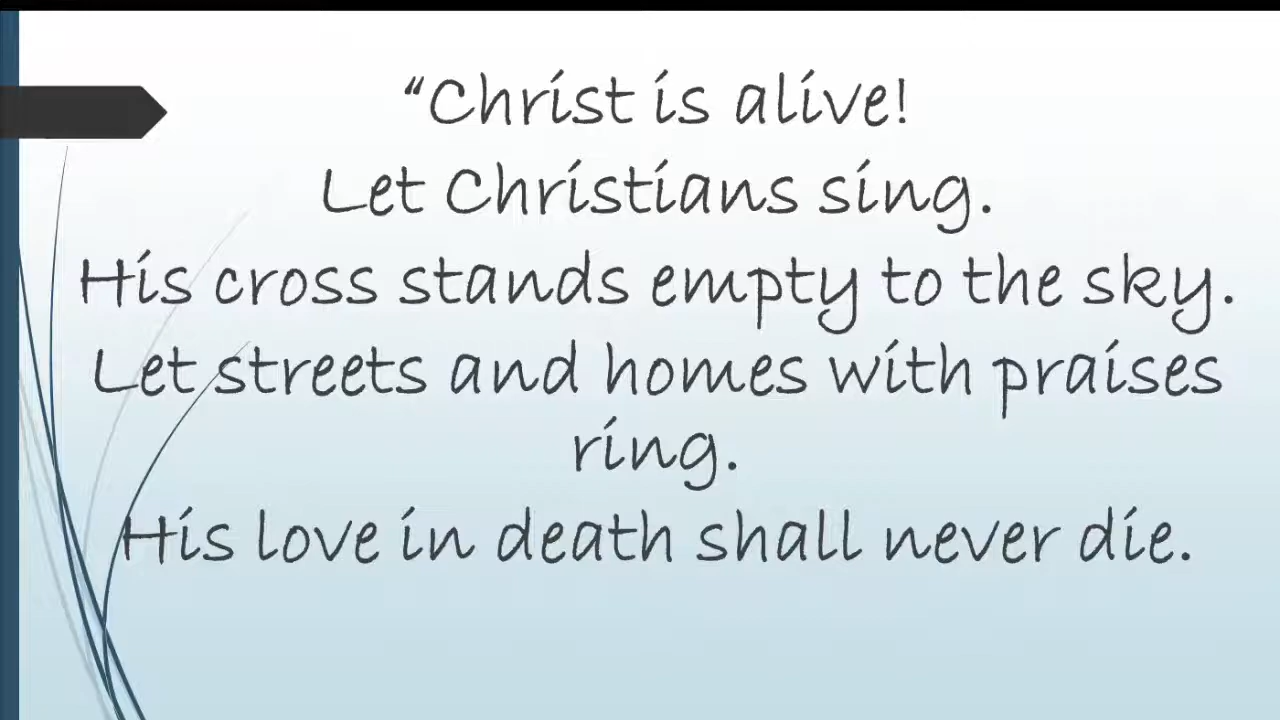 “Christ is alive!
Let Christians sing.
His cross stands empty to the sky.
Let streets and homes with praises
ring.
His love in death shall never die.